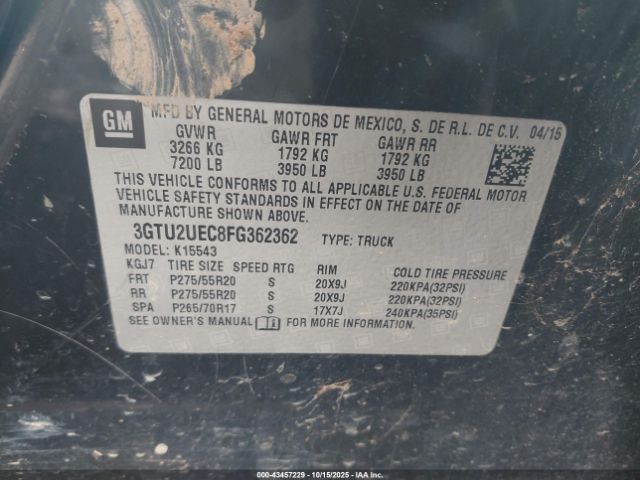 GM
MFD BY GENERAL MOTORS DE MEXICO, S. DE R.L. DE C.V. 04/15
GVWR GAWR FRT GAWR RR
3266 KG 1792 KG 1792 KG
7200 LB 3950 LB 3950 LB
THIS VEHICLE CONFORMS TO ALL APPLICABLE U.S. FEDERAL MOTOR
VEHICLE SAFETY STANDARDS IN EFFECT ON THE DATE OF
MANUFACTURE SHOWN ABOVE.
3GTU2UEC8FG362362 TYPE: TRUCK
MODEL: K15543
KGJ7 TIRE SIZE SPEED RTG RIM COLD TIRE PRESSURE
FRT P275/55R20 S 20X9J 220KPA(32PSI)
RR P275/55R20 S 20X9J 220KPA(32PSI)
SPA P265/70R17 S 17X7J 240KPA(35PSI)
SEE OWNER'S MANUAL FOR MORE INFORMATION.
000-43457229 - 10/15/2025 - IAA Inc.